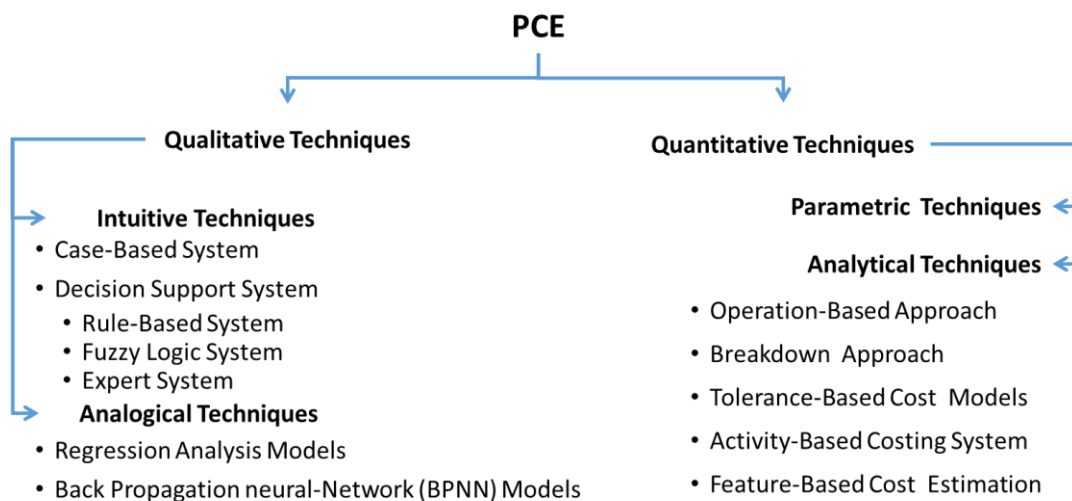 PCE
Qualitative Techniques
Intuitive Techniques
• Case-Based System
• Decision Support System
• Rule-Based System
• Fuzzy Logic System
• Expert System
Analogical Techniques
• Regression Analysis Models
• Back Propagation neural-Network (BPNN) Models
Quantitative Techniques
Parametric Techniques
Analytical Techniques
• Operation-Based Approach
• Breakdown Approach
• Tolerance-Based Cost Models
• Activity-Based Costing System
• Feature-Based Cost Estimation